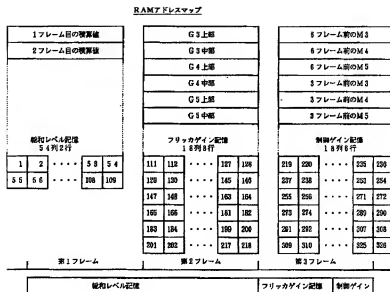 RAMアドレスマップ
1フレーム目の積算値
2フレーム目の積算値
飽和レベル記憶
54列2行
1 2 ・・・・ 53 54
55 56 ・・・・ 108 109
G3上部
G3中部
G4上部
G4中部
G5上部
G5中部
フリッカゲイン記憶
18列6行
111 112 ・・・・ 127 128
129 130 ・・・・ 145 146
147 148 ・・・・ 163 164
165 166 ・・・・ 181 182
183 184 ・・・・ 199 200
201 202 ・・・・ 217 218
6フレーム前のM3
6フレーム前のM4
6フレーム前のM5
3フレーム前のM3
3フレーム前のM4
3フレーム前のM5
制御ゲイン記憶
18列6行
219 220 ・・・・ 235 236
237 238 ・・・・ 253 254
255 256 ・・・・ 271 272
273 274 ・・・・ 289 290
291 292 ・・・・ 307 308
309 310 ・・・・ 325 326
第1フレーム 第2フレーム 第3フレーム
飽和レベル記憶 フリッカゲイン記憶 制御ゲイン